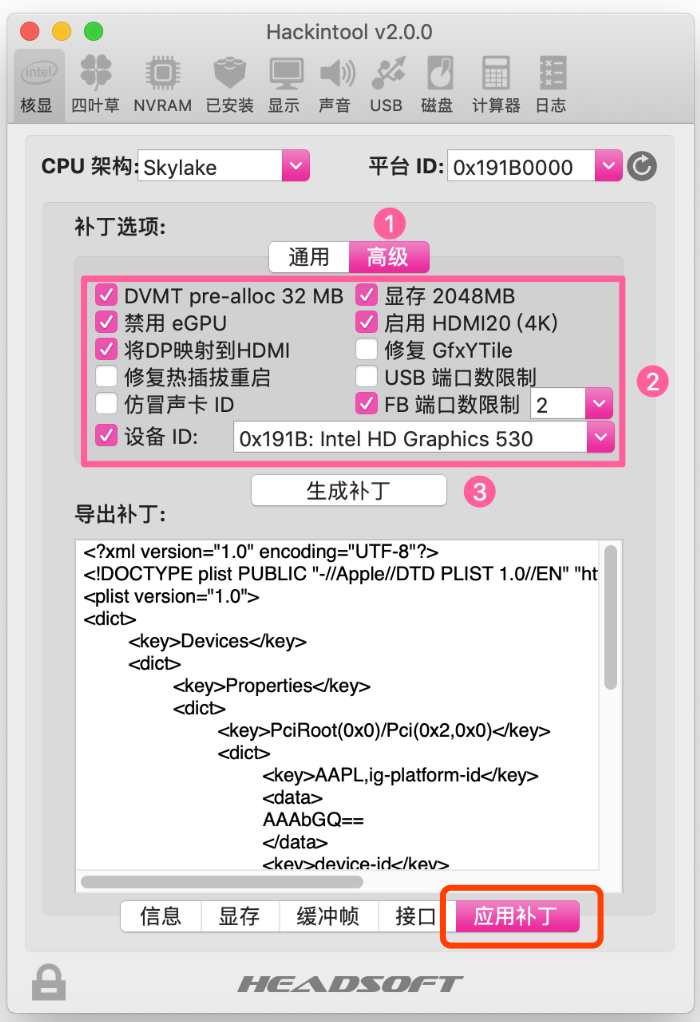 Hackintool v2.0.0
intel
核显 四叶草 NVRAM 已安装 显示 声音 USB 磁盘 计算器 日志
CPU 架构: Skylake 平台 ID: 0x191B0000
补丁选项:
1
通用 高级
DVMT pre-alloc 32 MB 显存 2048MB
禁用 eGPU 启用 HDMI20 (4K)
将DP映射到HDMI 修复 GfxYTile
修复热插拔重启 USB 端口数限制
2
仿冒声卡 ID FB 端口数限制 2
设备 ID: 0x191B: Intel HD Graphics 530
生成补丁 3
导出补丁:
<?xml version="1.0" encoding="UTF-8"?>
<!DOCTYPE plist PUBLIC "-//Apple//DTD PLIST 1.0//EN" "ht
<plist version="1.0">
<dict>
<key>Devices</key>
<dict>
<key>Properties</key>
<dict>
<key>PciRoot(0x0)/Pci(0x2,0x0)</key>
<dict>
<key>AAPL,ig-platform-id</key>
<data>
AAAbGQ==
</data>
<key>device-id</key>
信息 显存 缓冲帧 接口 应用补丁
HEADSOFT